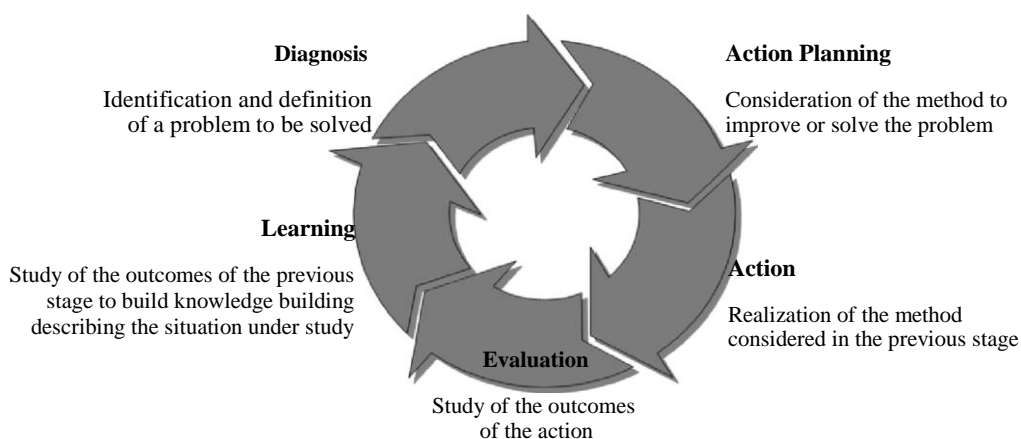 Diagnosis
Identification and definition
of a problem to be solved
Action Planning
Consideration of the method to
improve or solve the problem
Action
Realization of the method
considered in the previous stage
Evaluation
Study of the outcomes
of the action
Learning
Study of the outcomes of the previous
stage to build knowledge building
describing the situation under study